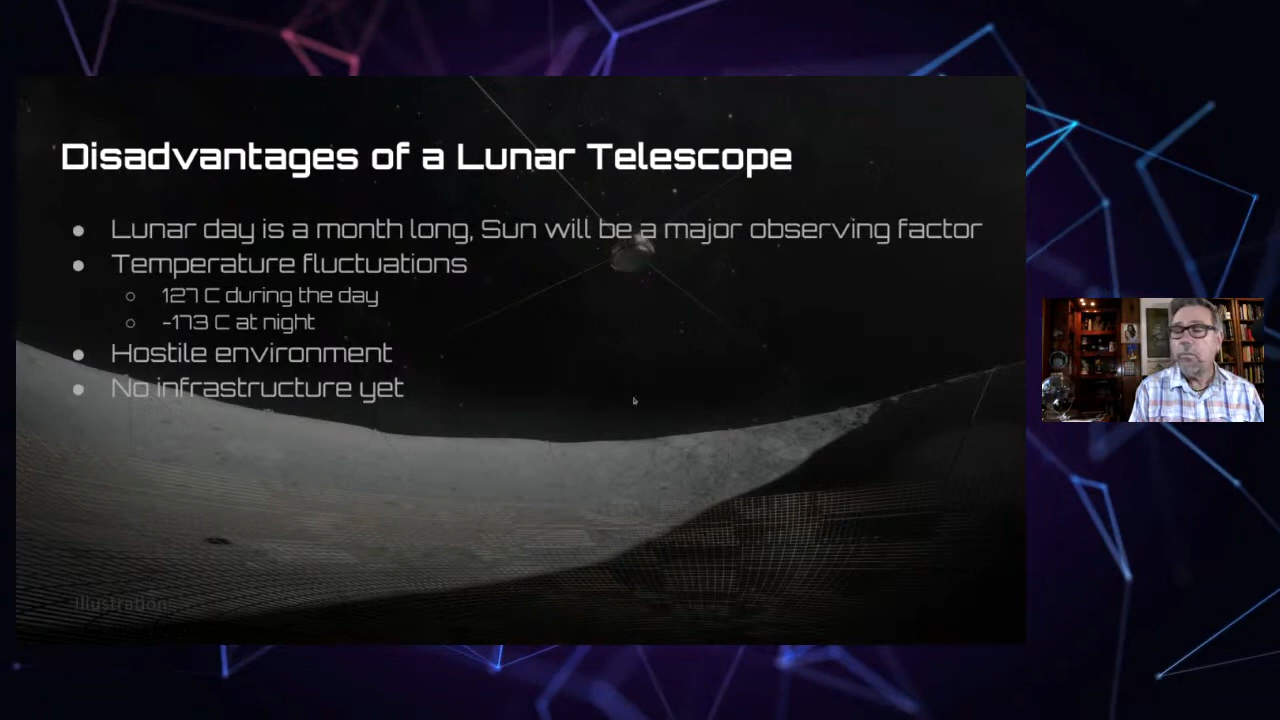 Disadvantages of a Lunar Telescope
● Lunar day is a month long, Sun will be a major observing factor
● Temperature fluctuations
○ 127 C during the day
○ -173 C at night
● Hostile environment
● No infrastructure yet
Illustrations